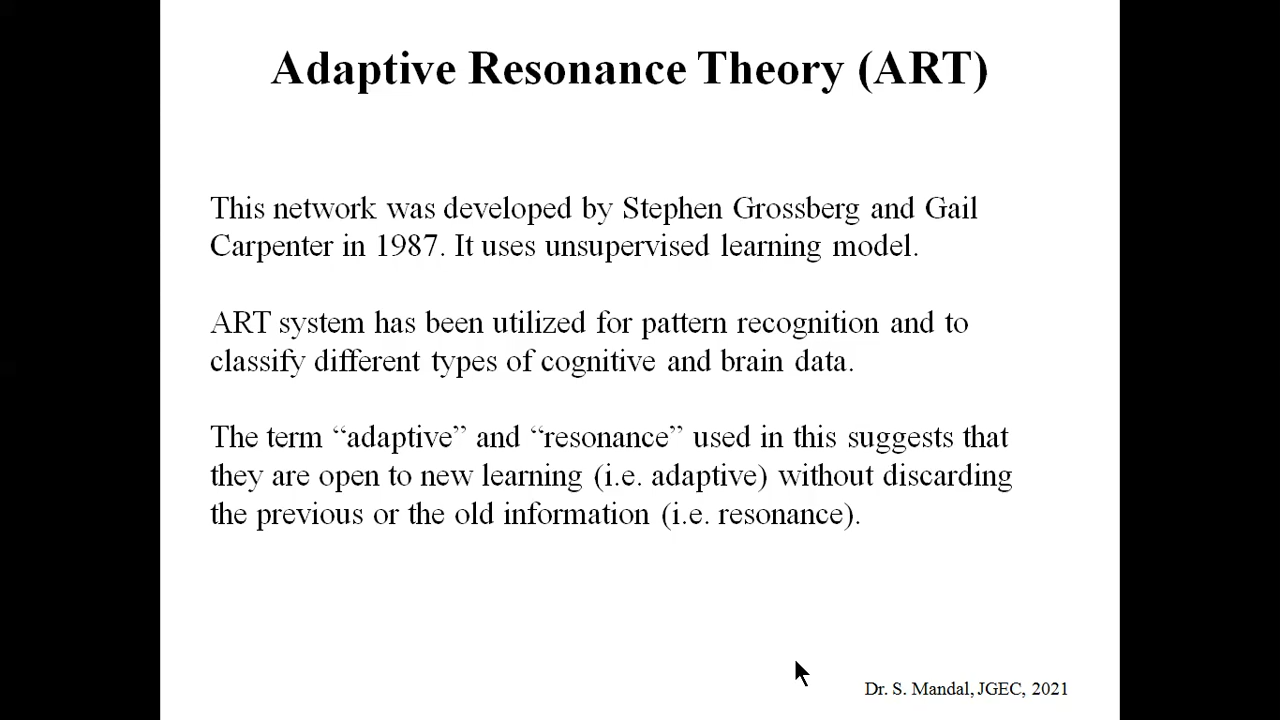 Adaptive Resonance Theory (ART)
This network was developed by Stephen Grossberg and Gail
Carpenter in 1987. It uses unsupervised learning model.
ART system has been utilized for pattern recognition and to
classify different types of cognitive and brain data.
The term “adaptive” and “resonance” used in this suggests that
they are open to new learning (i.e. adaptive) without discarding
the previous or the old information (i.e. resonance).
Dr. S. Mandal, JGEC, 2021